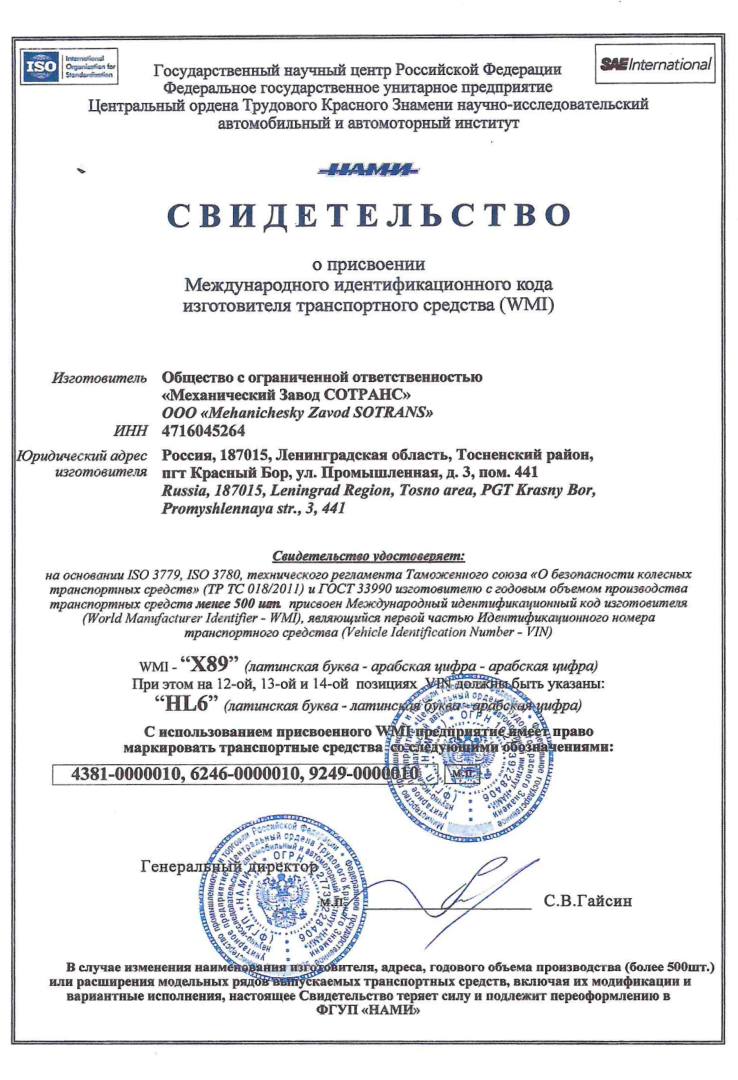 ISO International
Organization for
Standardization
SAE International
Государственный научный центр Российской Федерации
Федеральное государственное унитарное предприятие
Центральный ордена Трудового Красного Знамени научно-исследовательский
автомобильный и автомоторный институт
НАМИ
СВИДЕТЕЛЬСТВО
о присвоении
Международного идентификационного кода
изготовителя транспортного средства (WMI)
Изготовитель Общество с ограниченной ответственностью
«Механический Завод СОТРАНС»
ООО «Mehanichesky Zavod SOTRANS»
ИНН 4716045264
Юридический адрес Россия, 187015, Ленинградская область, Тосненский район,
изготовителя пгт Красный Бор, ул. Промышленная, д. 3, пом. 441
Russia, 187015, Leningrad Region, Tosno area, PGT Krasny Bor,
Promyshlennaya str., 3, 441
Свидетельство удостоверяет:
на основании ISO 3779, ISO 3780, технического регламента Таможенного союза «О безопасности колесных
транспортных средств» (ТР ТС 018/2011) и ГОСТ 33990 изготовителю с годовым объемом производства
транспортных средств менее 500 шт. присвоен Международный идентификационный код изготовителя
(World Manufacturer Identifier - WMI), являющийся первой частью Идентификационного номера
транспортного средства (Vehicle Identification Number - VIN)
WMI - “X89” (латинская буква - арабская цифра - арабская цифра)
При этом на 12-ой, 13-ой и 14-ой позициях VIN должны быть указаны:
“HL6” (латинская буква - латинская буква - арабская цифра)
С использованием присвоенного WMI предприятие имеет право
маркировать транспортные средства со следующими обозначениями:
4381-0000010, 6246-0000010, 9249-0000010 м.п.
Генеральный директор
м.п. С.В.Гайсин
В случае изменения наименования изготовителя, адреса, годового объема производства (более 500шт.)
или расширения модельных рядов выпускаемых транспортных средств, включая их модификации и
вариантные исполнения, настоящее Свидетельство теряет силу и подлежит переоформлению в
ФГУП «НАМИ»